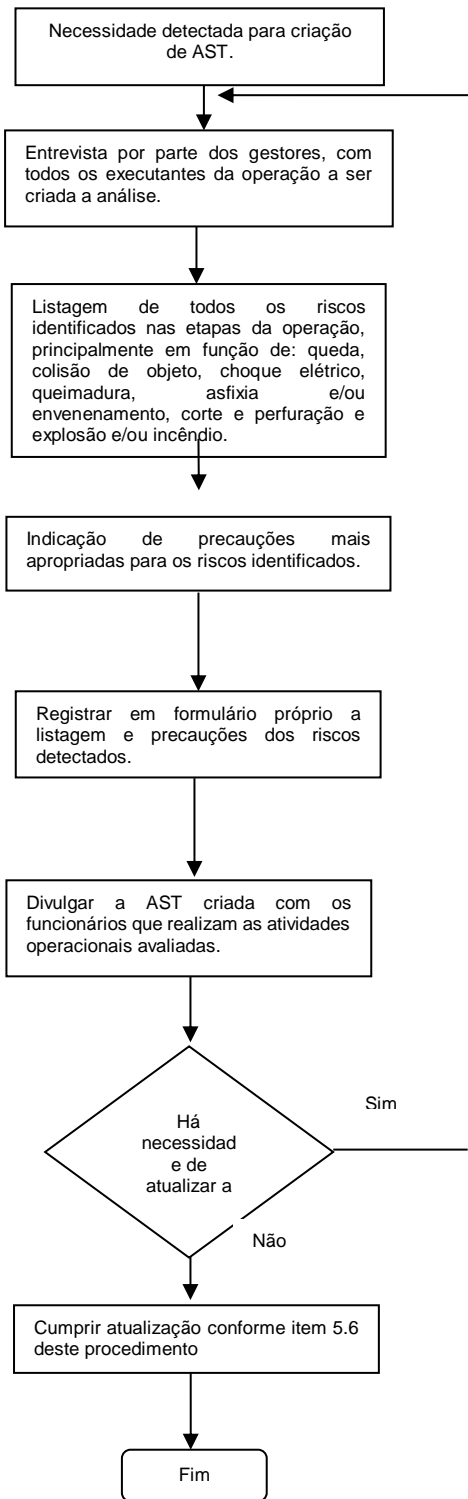 Necessidade detectada para criação
de AST.
Entrevista por parte dos gestores, com
todos os executantes da operação a ser
criada a análise.
Listagem de todos os riscos
identificados nas etapas da operação,
principalmente em função de: queda,
colisão de objeto, choque elétrico,
queimadura, asfixia e/ou
envenenamento, corte e perfuração e
explosão e/ou incêndio.
Indicação de precauções mais
apropriadas para os riscos identificados.
Registrar em formulário próprio a
listagem e precauções dos riscos
detectados.
Divulgar a AST criada com os
funcionários que realizam as atividades
operacionais avaliadas.
Há
necessidad
e de
atualizar a
Sim
Não
Cumprir atualização conforme item 5.6
deste procedimento
Fim